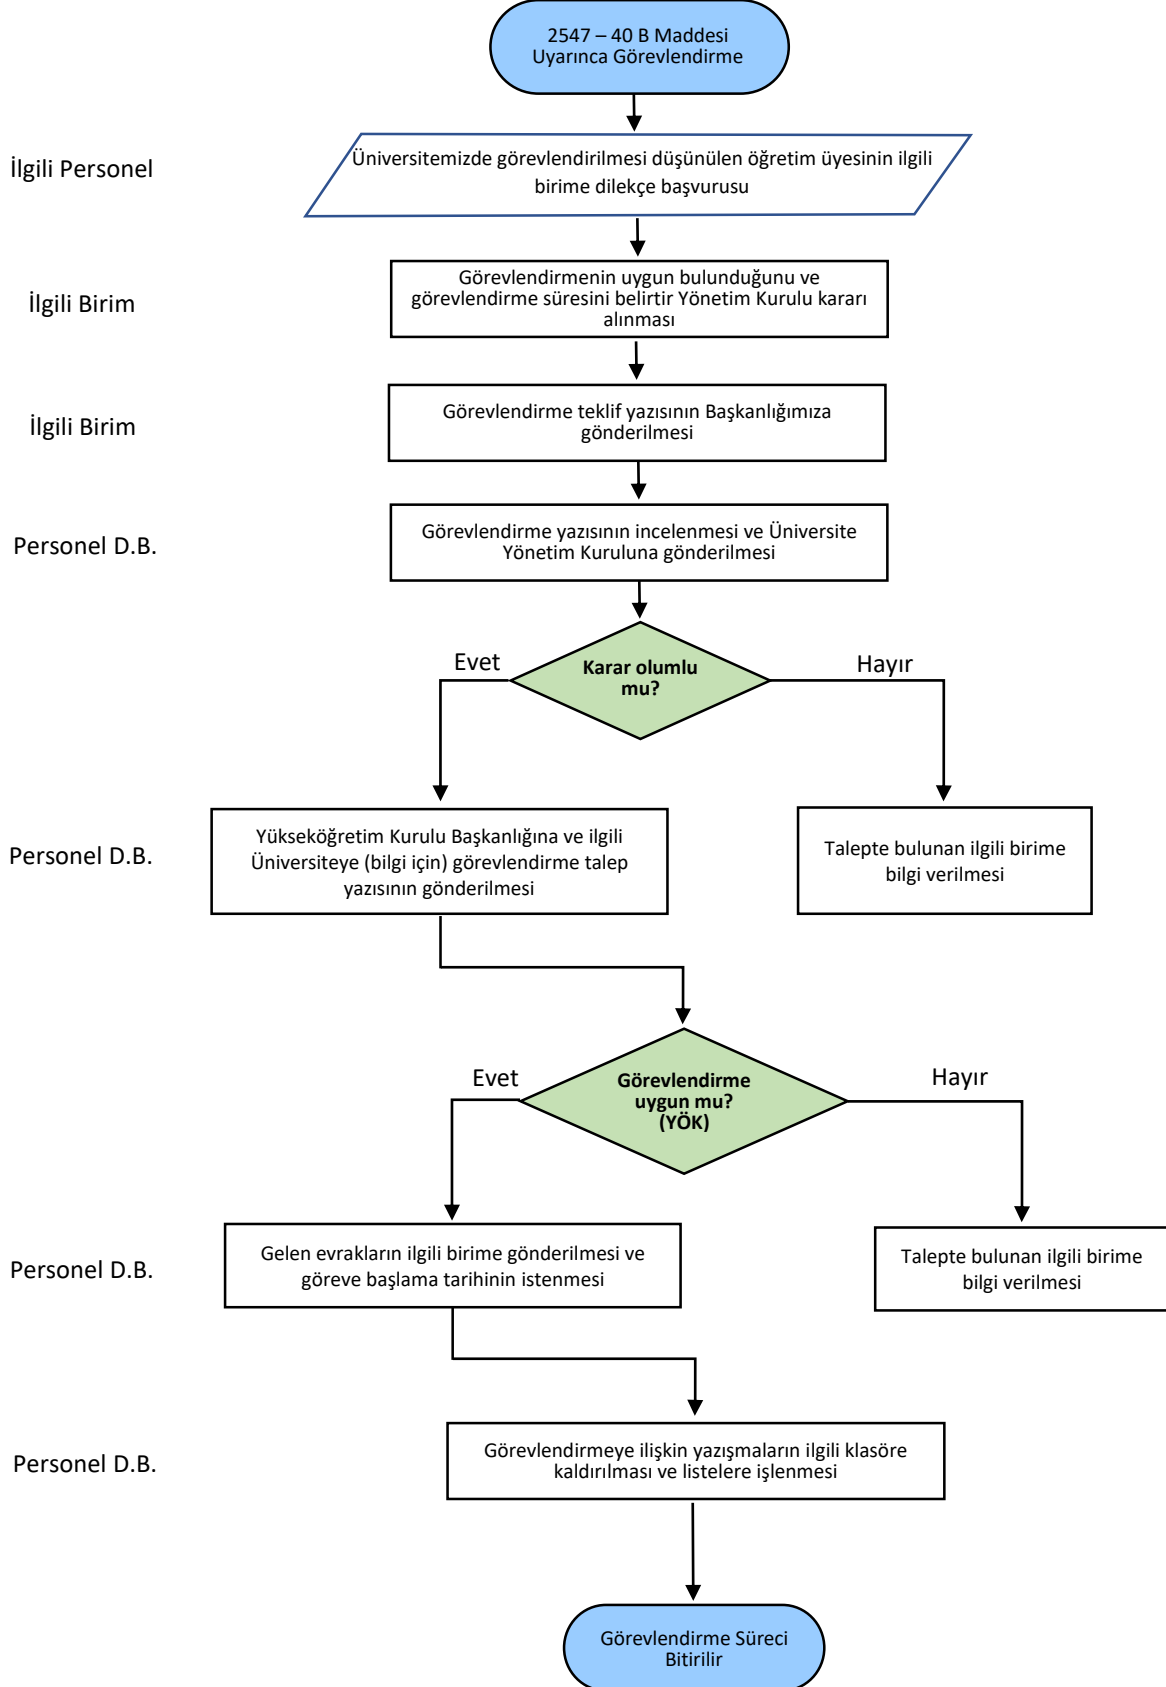 2547 – 40 B Maddesi
Uyarınca Görevlendirme
İlgili Personel
Üniversitemizde görevlendirilmesi düşünülen öğretim üyesinin ilgili
birime dilekçe başvurusu
İlgili Birim
Görevlendirmenin uygun bulunduğunu ve
görevlendirme süresini belirtir Yönetim Kurulu kararı
alınması
İlgili Birim
Görevlendirme teklif yazısının Başkanlığımıza
gönderilmesi
Personel D.B.
Görevlendirme yazısının incelenmesi ve Üniversite
Yönetim Kuruluna gönderilmesi
Evet
Karar olumlu
mu?
Hayır
Personel D.B.
Yükseköğretim Kurulu Başkanlığına ve ilgili
Üniversiteye (bilgi için) görevlendirme talep
yazısının gönderilmesi
Talepte bulunan ilgili birime
bilgi verilmesi
Evet
Görevlendirme
uygun mu?
(YÖK)
Hayır
Personel D.B.
Gelen evrakların ilgili birime gönderilmesi ve
göreve başlama tarihinin istenmesi
Talepte bulunan ilgili birime
bilgi verilmesi
Personel D.B.
Görevlendirmeye ilişkin yazışmaların ilgili klasöre
kaldırılması ve listelere işlenmesi
Görevlendirme Süreci
Bitirilir